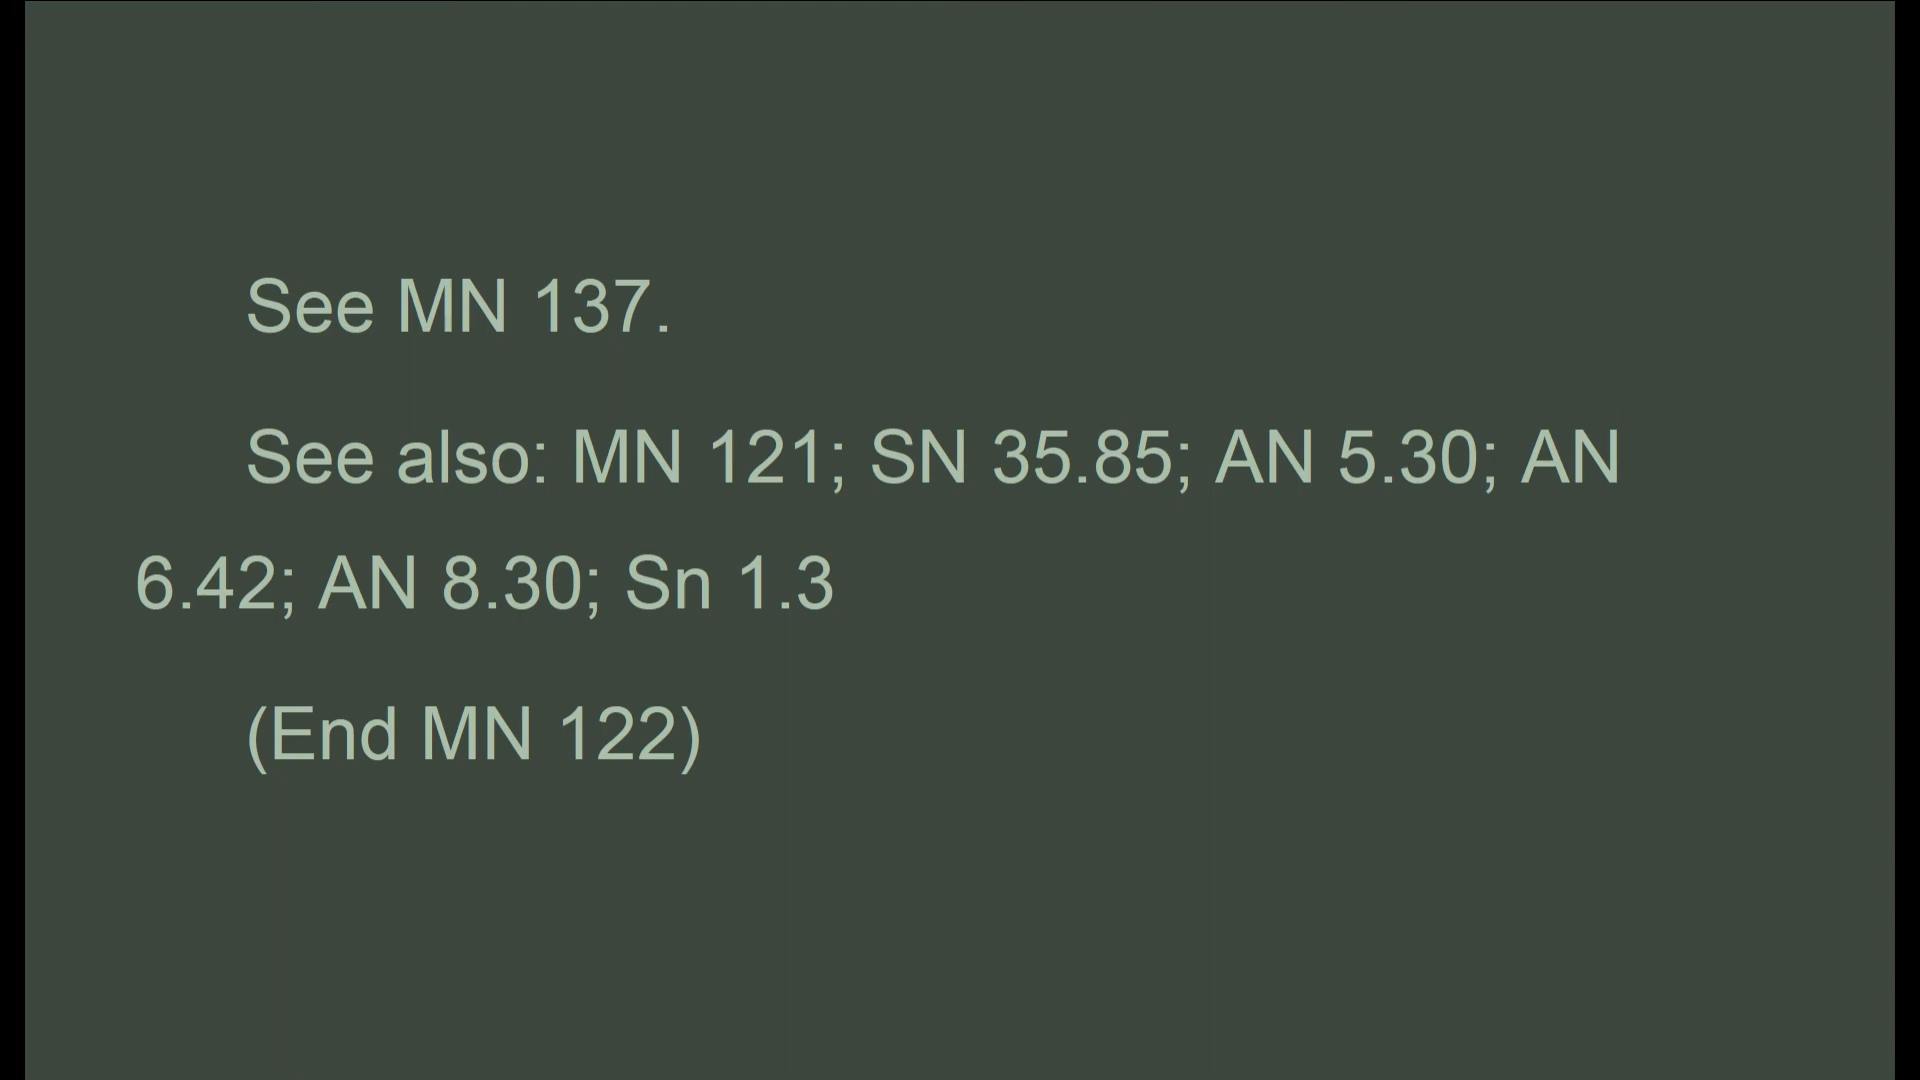 See MN 137.
See also: MN 121; SN 35.85; AN 5.30; AN
6.42; AN 8.30; Sn 1.3
(End MN 122)